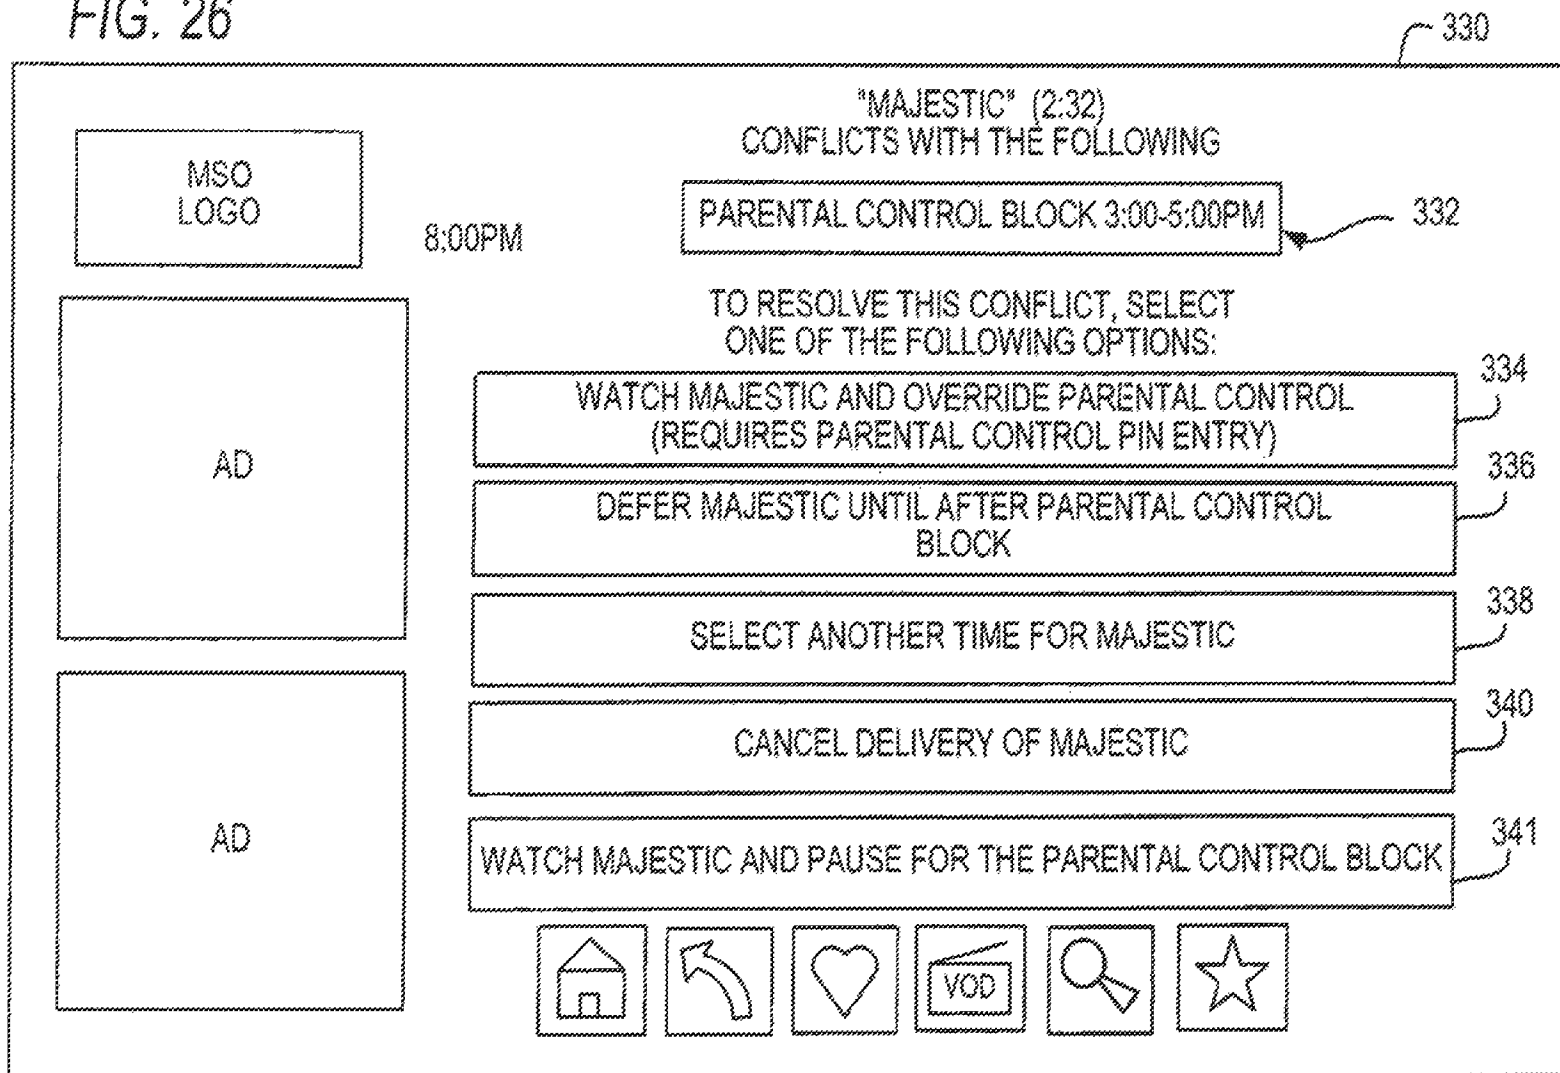 FIG. 26
330
"MAJESTIC" (2:32)
CONFLICTS WITH THE FOLLOWING
MSO
LOGO
8:00PM
PARENTAL CONTROL BLOCK 3:00-5:00PM
332
TO RESOLVE THIS CONFLICT, SELECT
ONE OF THE FOLLOWING OPTIONS:
AD
WATCH MAJESTIC AND OVERRIDE PARENTAL CONTROL
(REQUIRES PARENTAL CONTROL PIN ENTRY)
334
DEFER MAJESTIC UNTIL AFTER PARENTAL CONTROL
BLOCK
336
SELECT ANOTHER TIME FOR MAJESTIC
338
AD
CANCEL DELIVERY OF MAJESTIC
340
WATCH MAJESTIC AND PAUSE FOR THE PARENTAL CONTROL BLOCK
341
VOD